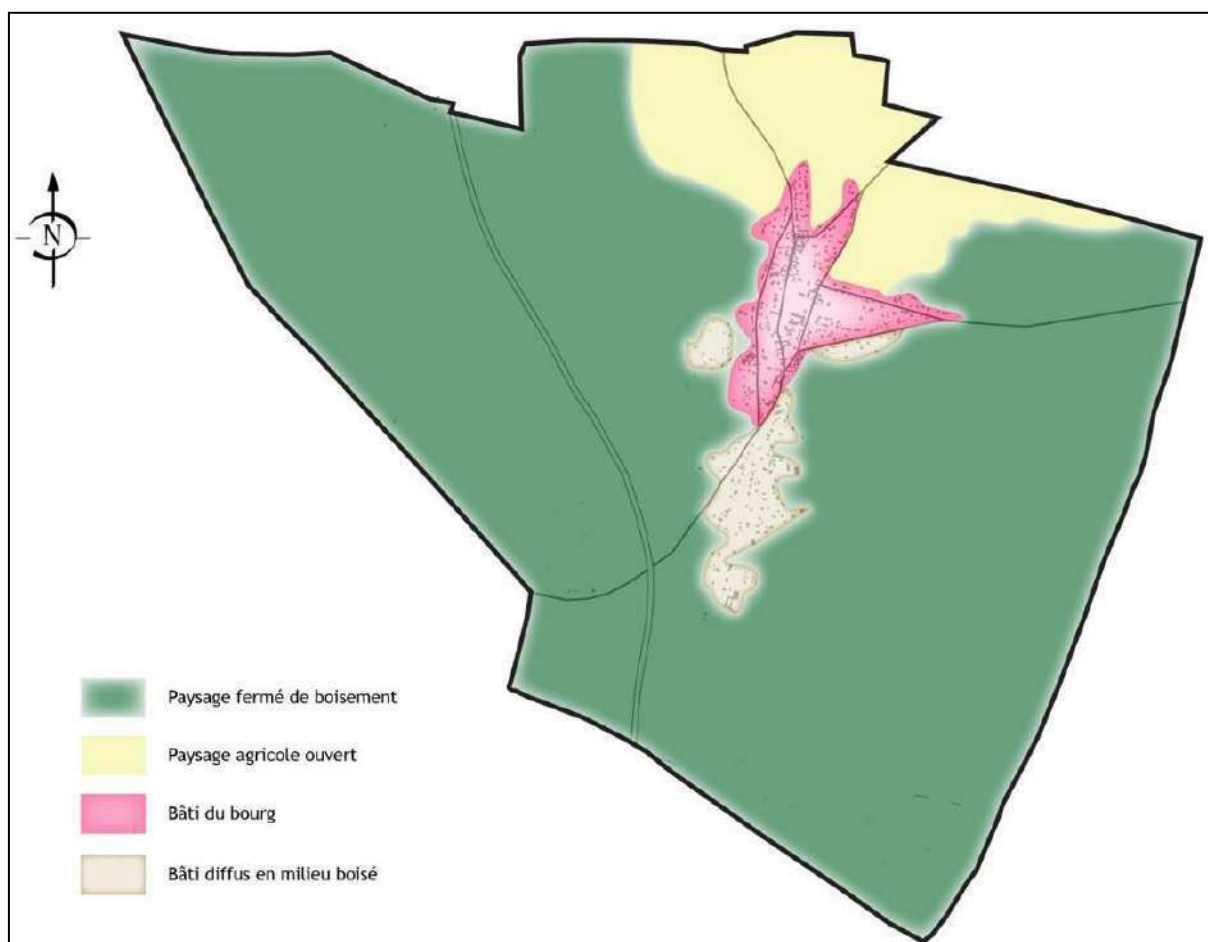 N
Paysage fermé de boisement
Paysage agricole ouvert
Bâti du bourg
Bâti diffus en milieu boisé